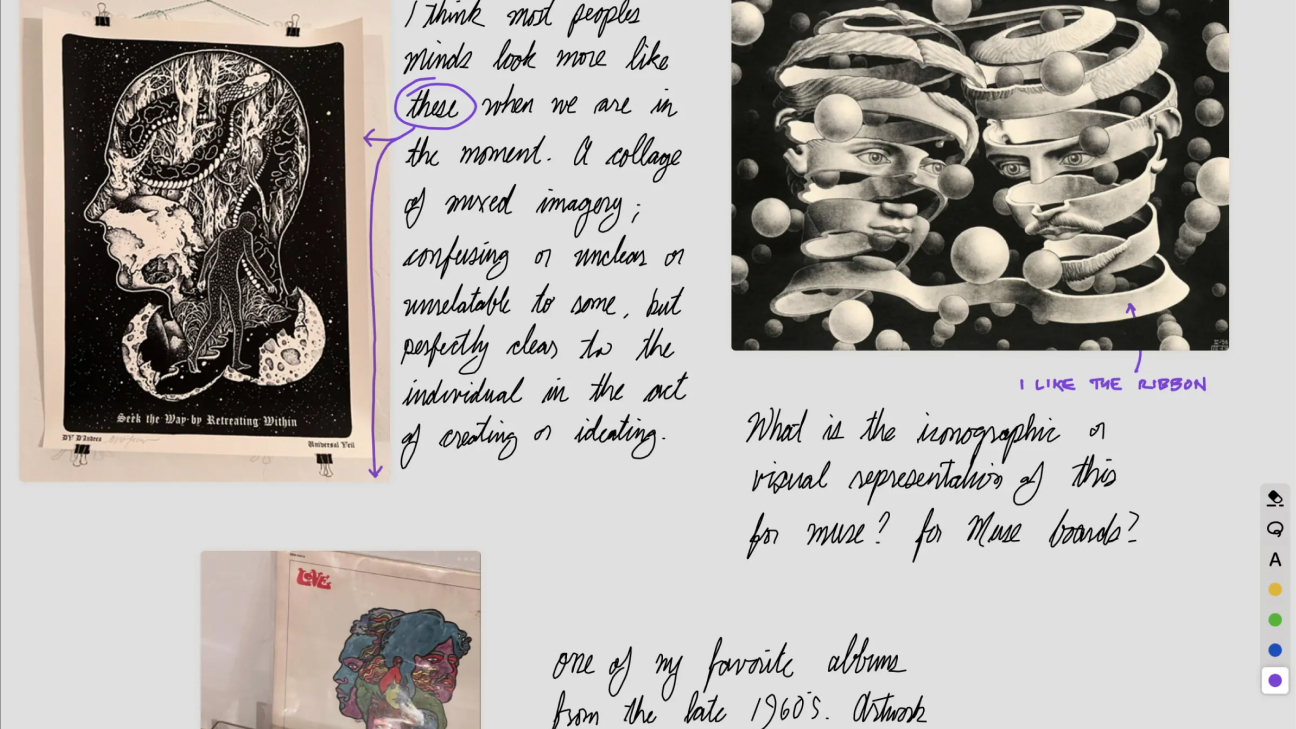 I think most peoples
minds look more like
these when we are in
the moment. A collage
of mixed imagery;
confusing or unclear or
unrelatable to some, but
perfectly clear to the
individual in the act
of creating or ideating.
Seek the Way by Retreating Within
DV D'Andrea
Universal Veil
I LIKE THE RIBBON
What is the iconographic or
visual representation of this
for muse? for Muse boards?
LOVE
one of my favorite albums
from the late 1960's. Artwork
A